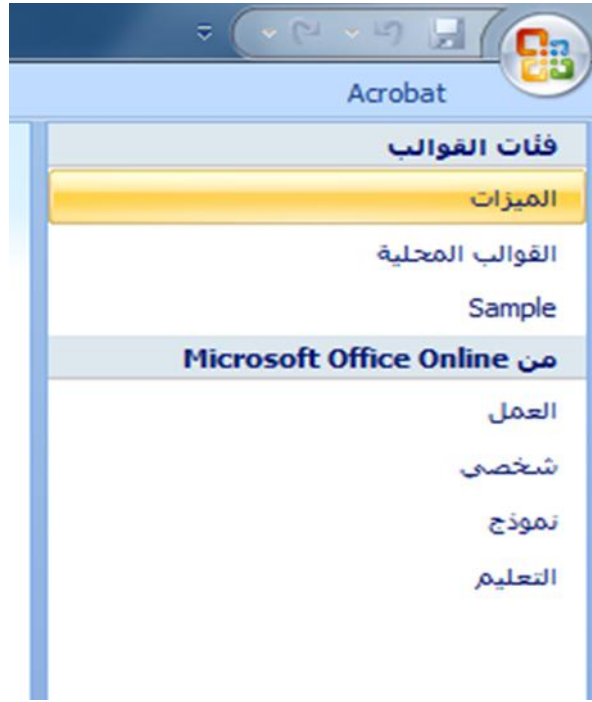 Acrobat
فئات القوالب
الميزات
القوالب المحلية
Sample
من Microsoft Office Online
العمل
شخصي
نموذج
التعليم